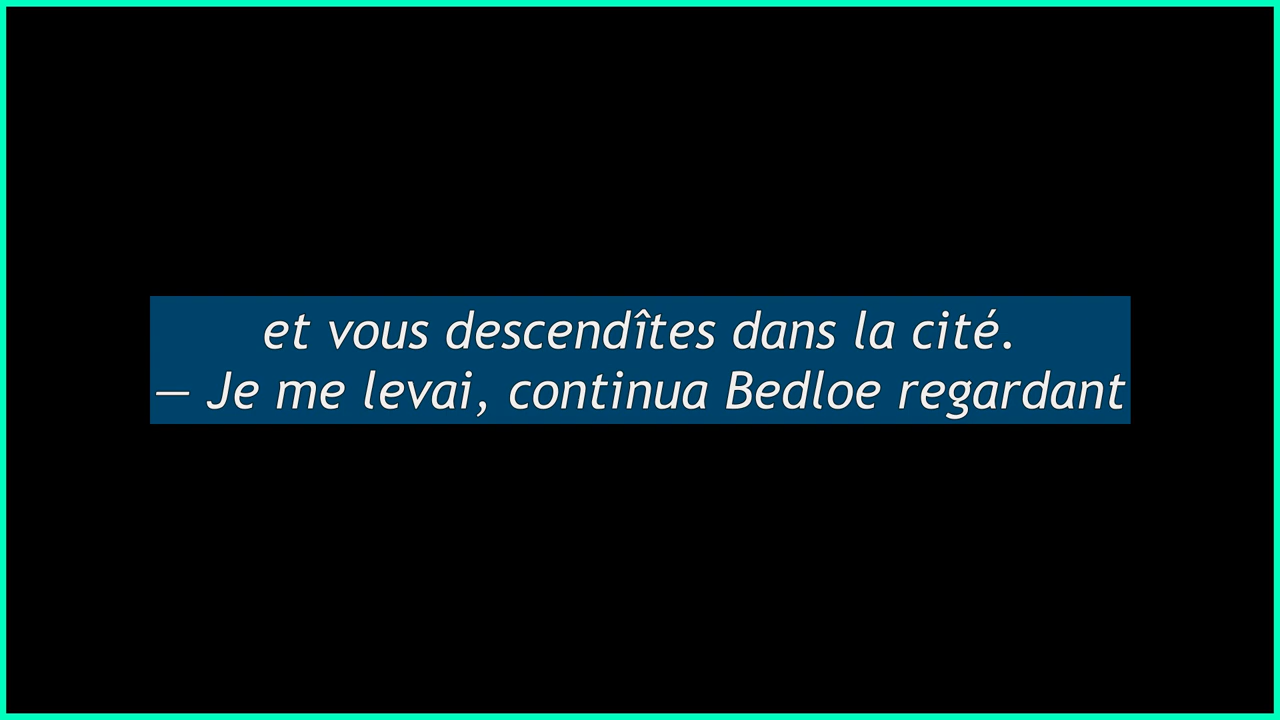 et vous descendîtes dans la cité.
— Je me levai, continua Bedloe regardant